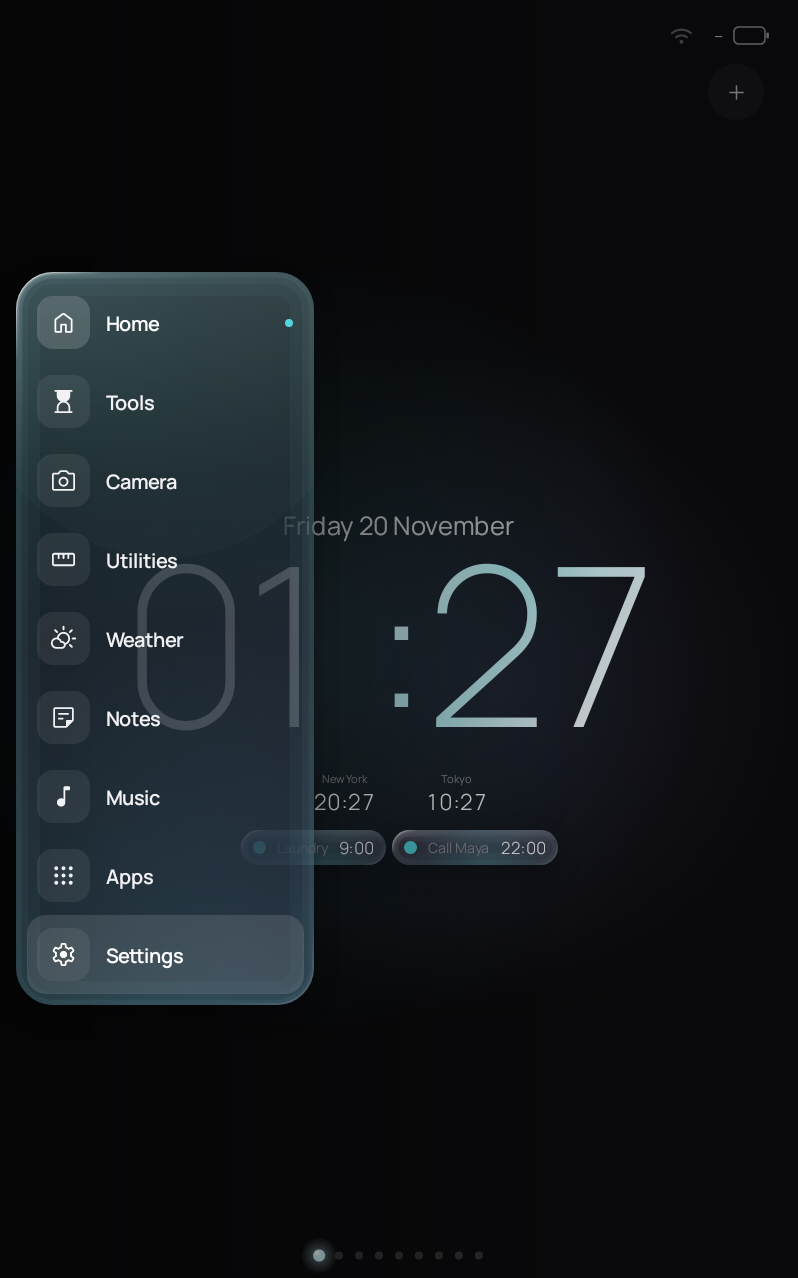 –
+
Home
Tools
Camera
Friday 20 November
Utilities
01:27
Weather
Notes
New York Tokyo
20:27 10:27
Music
Laundry 9:00 Call Maya 22:00
Apps
Settings